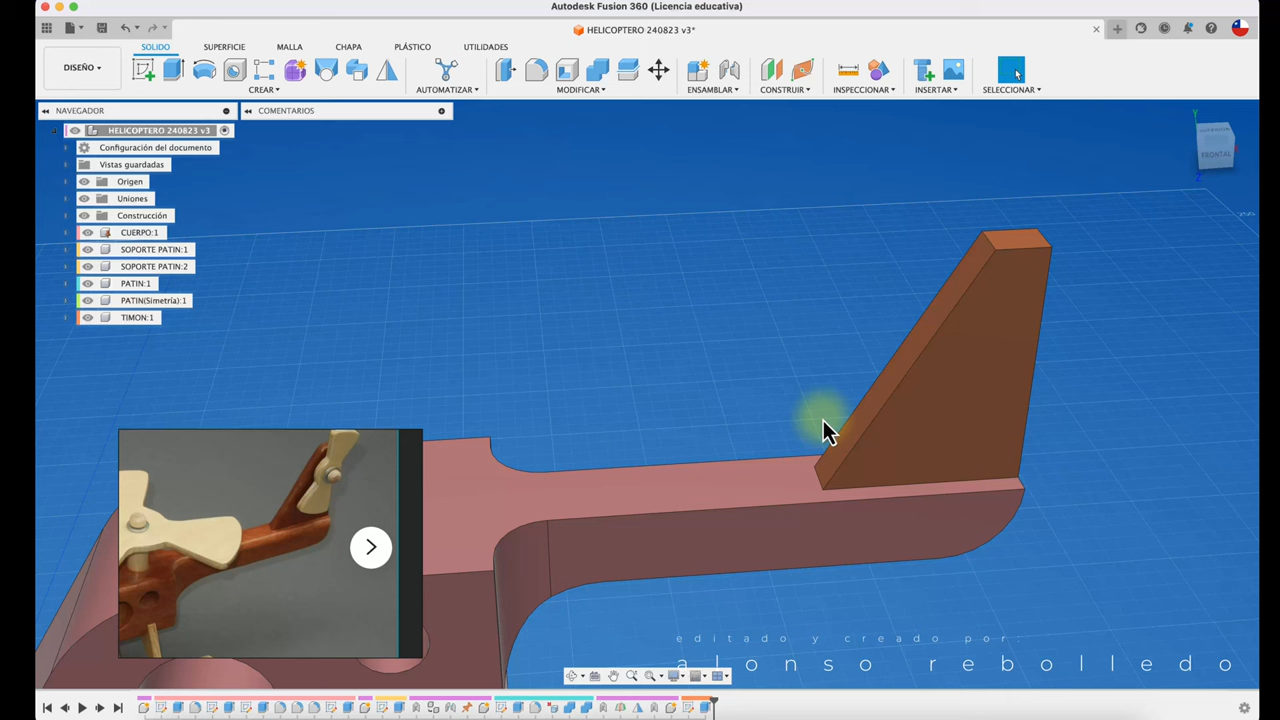 Autodesk Fusion 360 (Licencia educativa)
HELICOPTERO 240823 v3*
DISEÑO
SOLIDO SUPERFICIE MALLA CHAPA PLÁSTICO UTILIDADES
CREAR AUTOMATIZAR MODIFICAR ENSAMBLAR CONSTRUIR INSPECCIONAR INSERTAR SELECCIONAR
NAVEGADOR COMENTARIOS
HELICOPTERO 240823 v3
Configuración del documento
Vistas guardadas
Origen
Uniones
Construcción
CUERPO:1
SOPORTE PATIN:1
SOPORTE PATIN:2
PATIN:1
PATIN(Simetría):1
TIMON:1
Y
FRONTAL
Z
editado y creado por:
alonso rebolledo